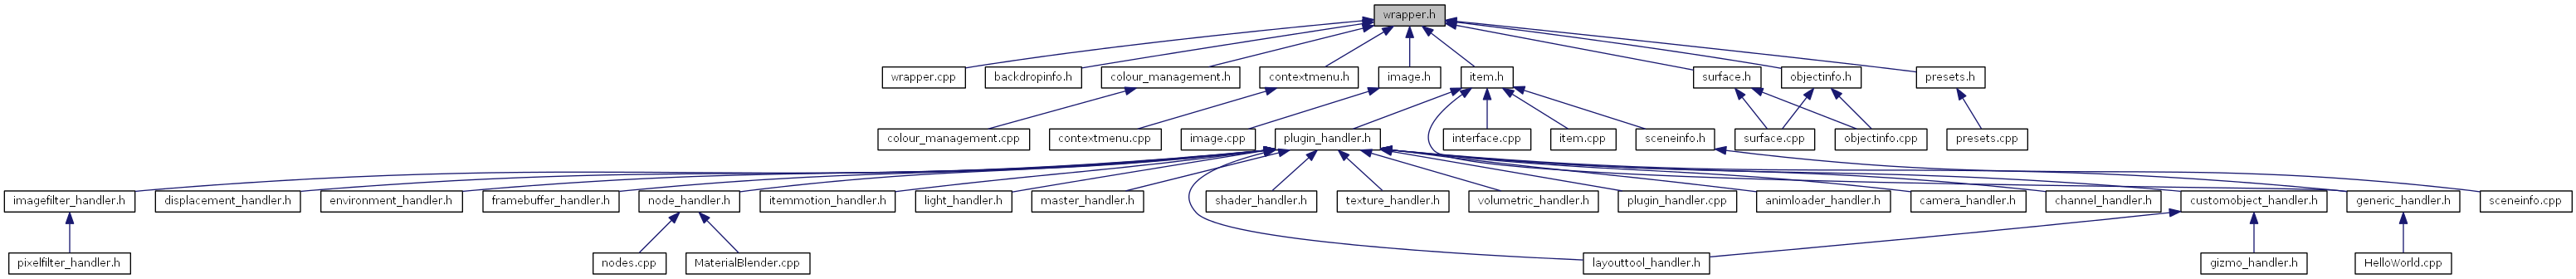 wrapper.h
wrapper.cpp
backdropinfo.h
colour_management.h
contextmenu.h
image.h
item.h
surface.h
objectinfo.h
presets.h
colour_management.cpp
contextmenu.cpp
image.cpp
plugin_handler.h
interface.cpp
item.cpp
sceneinfo.h
surface.cpp
objectinfo.cpp
presets.cpp
imagefilter_handler.h
displacement_handler.h
environment_handler.h
framebuffer_handler.h
node_handler.h
itemmotion_handler.h
light_handler.h
master_handler.h
shader_handler.h
texture_handler.h
volumetric_handler.h
plugin_handler.cpp
animloader_handler.h
camera_handler.h
channel_handler.h
customobject_handler.h
generic_handler.h
sceneinfo.cpp
pixelfilter_handler.h
nodes.cpp
MaterialBlender.cpp
layouttool_handler.h
gizmo_handler.h
HelloWorld.cpp